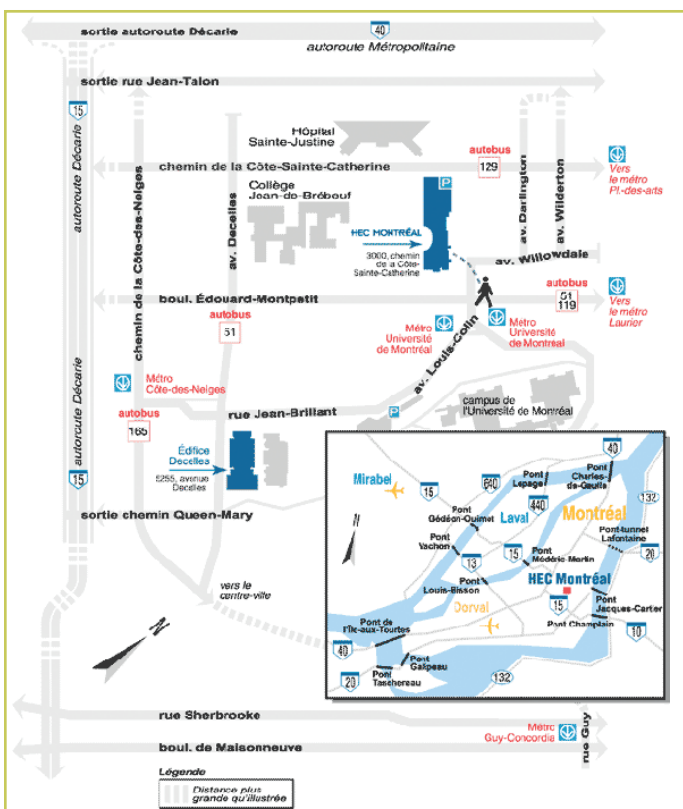 sortie autoroute Décarie
40
autoroute Métropolitaine
sortie rue Jean-Talon
15
autoroute Décarie
chemin de la Côte-des-Neiges
av. Decelles
Hôpital
Sainte-Justine
autobus
129
chemin de la Côte-Sainte-Catherine
av. Darlington
av. Wilderton
Vers
le métro
Pl.-des-arts
Collège
Jean-de-Brébeuf
P
HEC MONTRÉAL
3000, chemin
de la Côte-
Sainte-Catherine
av. Willowdale
boul. Édouard-Montpetit
autobus
51
119
Vers
le métro
Laurier
autobus
51
Métro
Université
de Montréal
Métro
Université
de Montréal
av. Louis-Colin
Métro
Côte-des-Neiges
autobus
165
rue Jean-Brillant
P
campus de
l'Université de Montréal
autoroute Décarie
15
Édifice
Decelles
5255, avenue
Decelles
sortie chemin Queen-Mary
vers le
centre-ville
N
40
Pont
Charles-
de-Gaulle
640
Pont
Lepage
Mirabel
15
440
132
Pont
Gédéon-Ouimet
Laval
Montréal
Pont-tunnel
Lafontaine
20
N
Pont
Vachon
13
15
Pont
Médéric-Martin
HEC Montréal
Pont
Louis-Bisson
15
Pont
Jacques-Cartier
Dorval
Pont Champlain
10
Pont de
l'Île-aux-Tourtes
40
Pont
Galipeau
20
Pont
Taschereau
132
rue Sherbrooke
Métro
Guy-Concordia
boul. de Maisonneuve
rue Guy
Légende
Distance plus
grande qu'illustrée